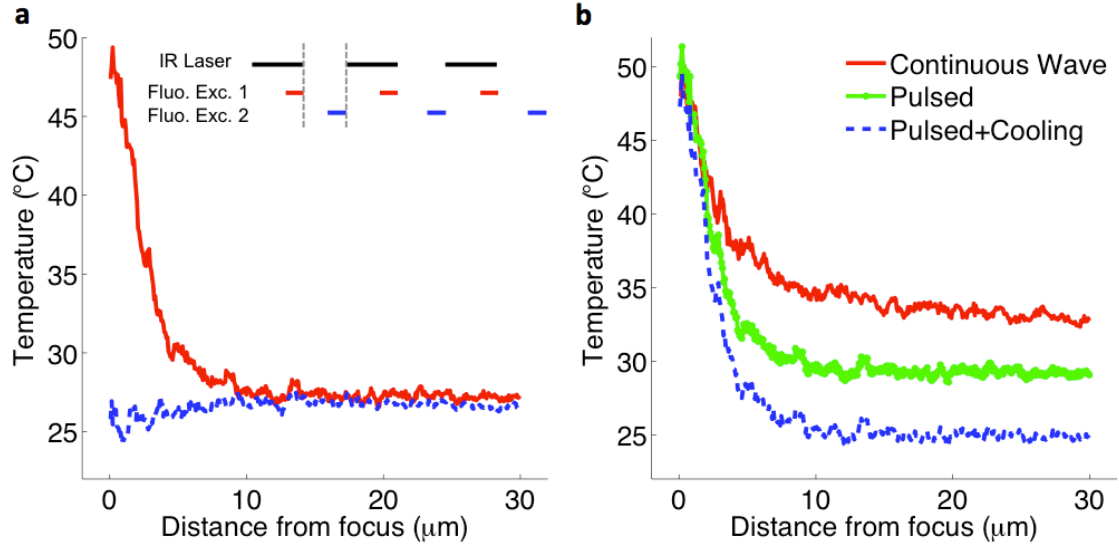 a
50
45
40
35
30
25
0
10
20
30
Temperature (°C)
Distance from focus (μm)
IR Laser
Fluo. Exc. 1
Fluo. Exc. 2
b
50
45
40
35
30
25
0
10
20
30
Temperature (°C)
Distance from focus (μm)
Continuous Wave
Pulsed
Pulsed+Cooling